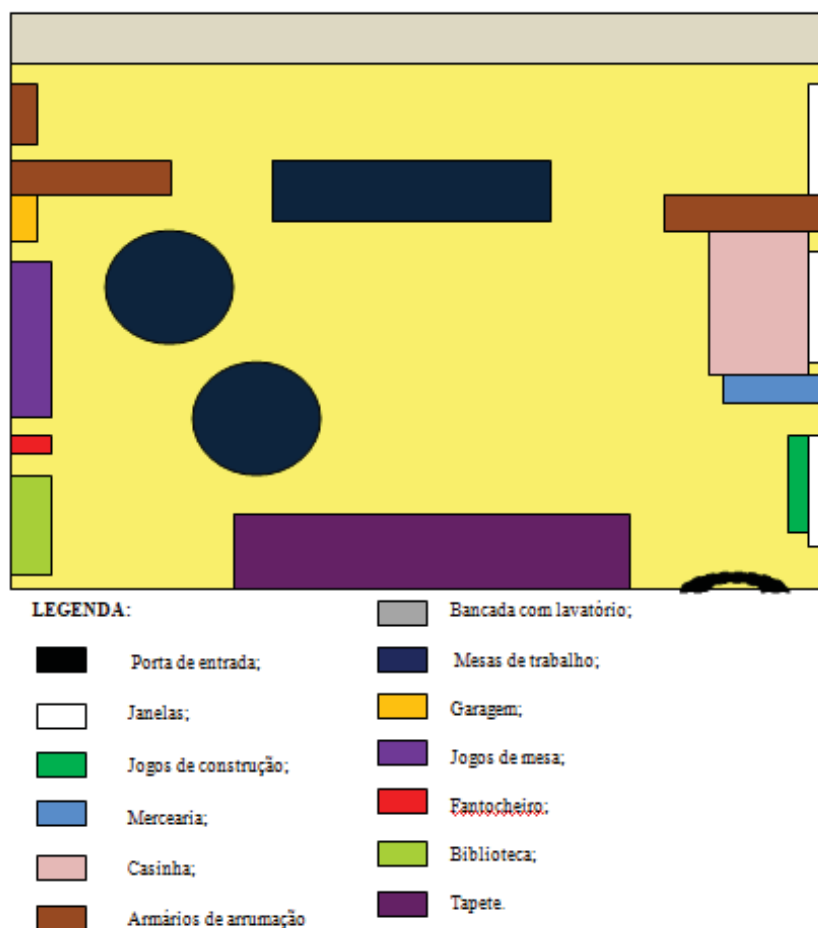 LEGENDA:
Porta de entrada;
Janelas;
Jogos de construção;
Mercearia;
Casinha;
Armários de arrumação
Bancada com lavatório;
Mesas de trabalho;
Garagem;
Jogos de mesa;
Fantocheiro;
Biblioteca;
Tapete.